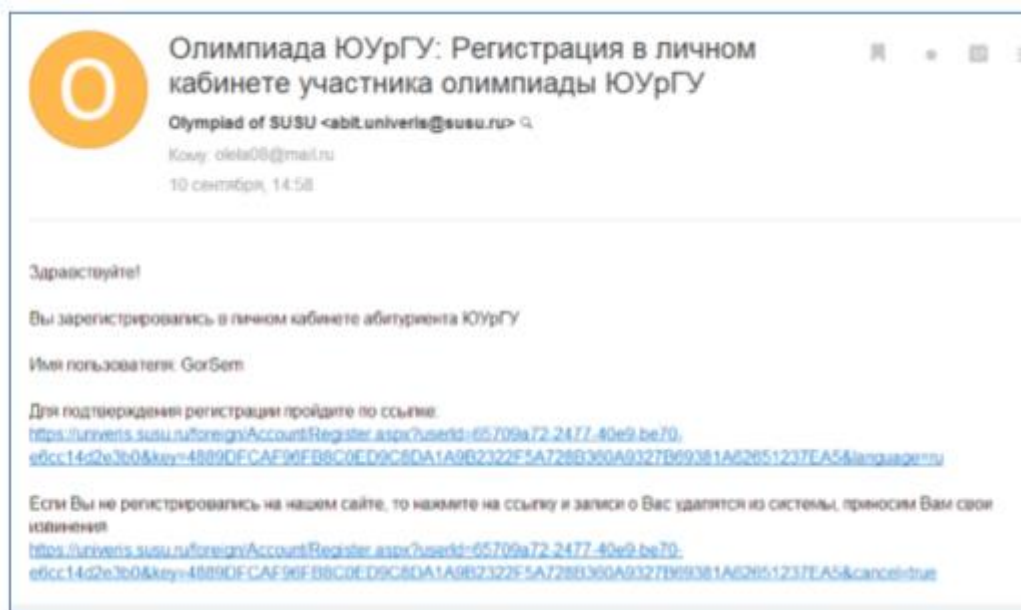 О
Олимпиада ЮУрГУ: Регистрация в личном
кабинете участника олимпиады ЮУрГУ
Olympiad of SUSU <abit.univeris@susu.ru>
Кому: olela08@mail.ru
10 сентября, 14:58
Здравствуйте!
Вы зарегистрировались в личном кабинете абитуриента ЮУрГУ
Имя пользователя: GorSem
Для подтверждения регистрации пройдите по ссылке:
https://univeris.susu.ru/foreign/Account/Register.aspx?userId=65709a72-2477-40e9-be70-
e6cc14d2e3b0&key=4889DFCAF96FB8C0ED9C8DA1A9B2322F5A728B360A9327B69381A62651237EA5&language=ru
Если Вы не регистрировались на нашем сайте, то нажмите на ссылку и записи о Вас удалятся из системы, приносим Вам свои
извинения
https://univeris.susu.ru/foreign/Account/Register.aspx?userId=65709a72-2477-40e9-be70-
e6cc14d2e3b0&key=4889DFCAF96FB8C0ED9C8DA1A9B2322F5A728B360A9327B69381A62651237EA5&cancel=true